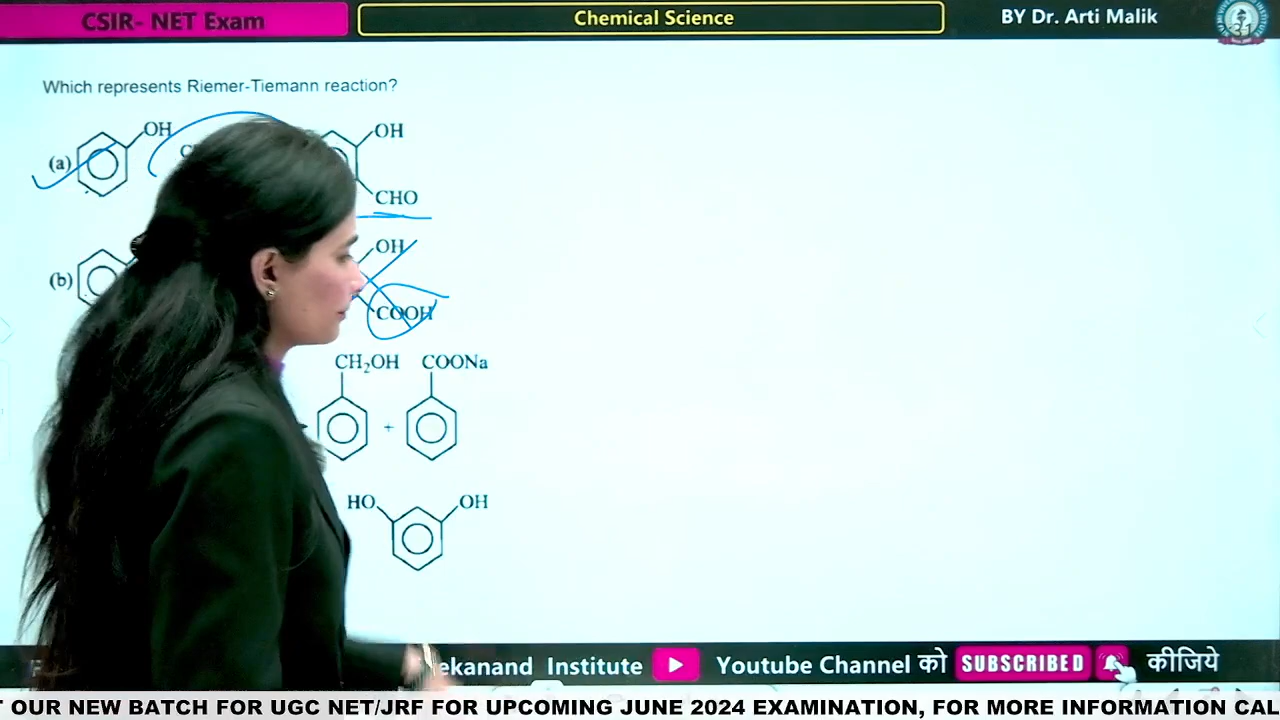 CSIR- NET Exam
Chemical Science
BY Dr. Arti Malik
Which represents Riemer-Tiemann reaction?
(a)
OH
OH
CHO
(b)
OH
COOH
CH₂OH COONa
+
HO OH
ekanand Institute Youtube Channel को SUBSCRIBED कीजिये
OUR NEW BATCH FOR UGC NET/JRF FOR UPCOMING JUNE 2024 EXAMINATION, FOR MORE INFORMATION CAL